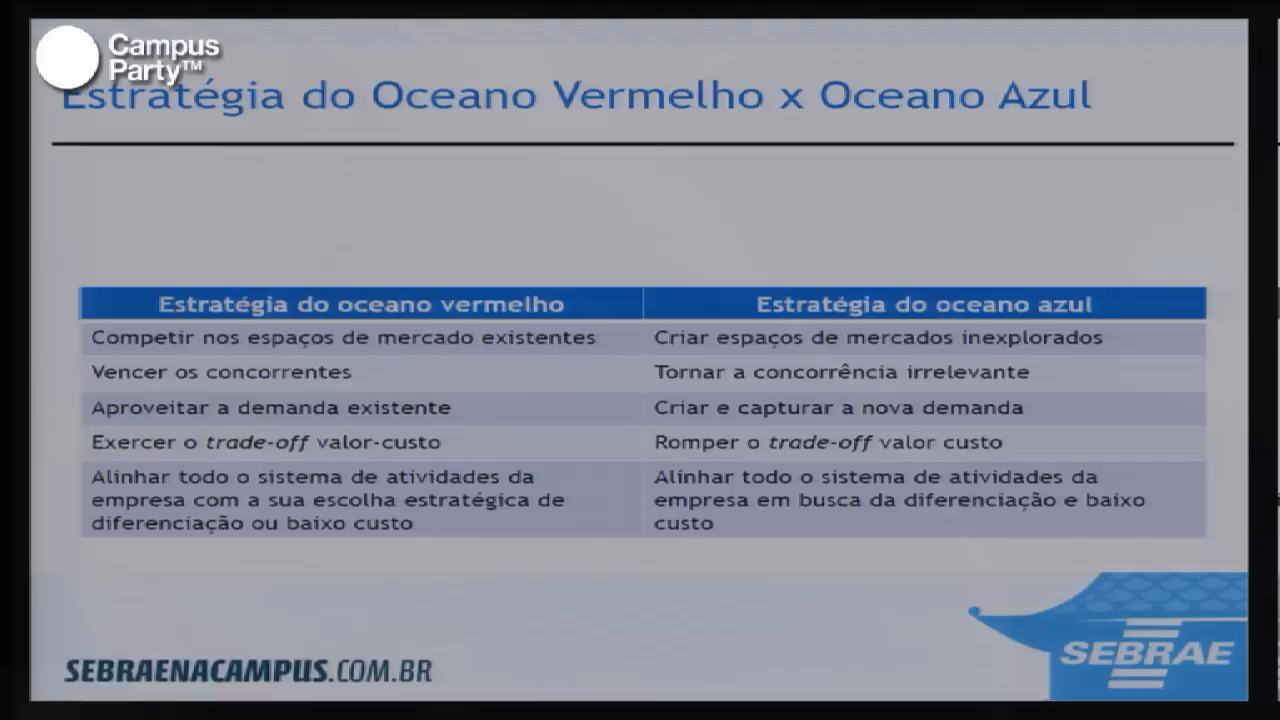 Campus
Party™
Estratégia do Oceano Vermelho x Oceano Azul
Estratégia do oceano vermelho
Estratégia do oceano azul
Competir nos espaços de mercado existentes
Criar espaços de mercados inexplorados
Vencer os concorrentes
Tornar a concorrência irrelevante
Aproveitar a demanda existente
Criar e capturar a nova demanda
Exercer o trade-off valor-custo
Romper o trade-off valor custo
Alinhar todo o sistema de atividades da
empresa com a sua escolha estratégica de
diferenciação ou baixo custo
Alinhar todo o sistema de atividades da
empresa em busca da diferenciação e baixo
custo
SEBRAENACAMPUS.COM.BR
SEBRAE